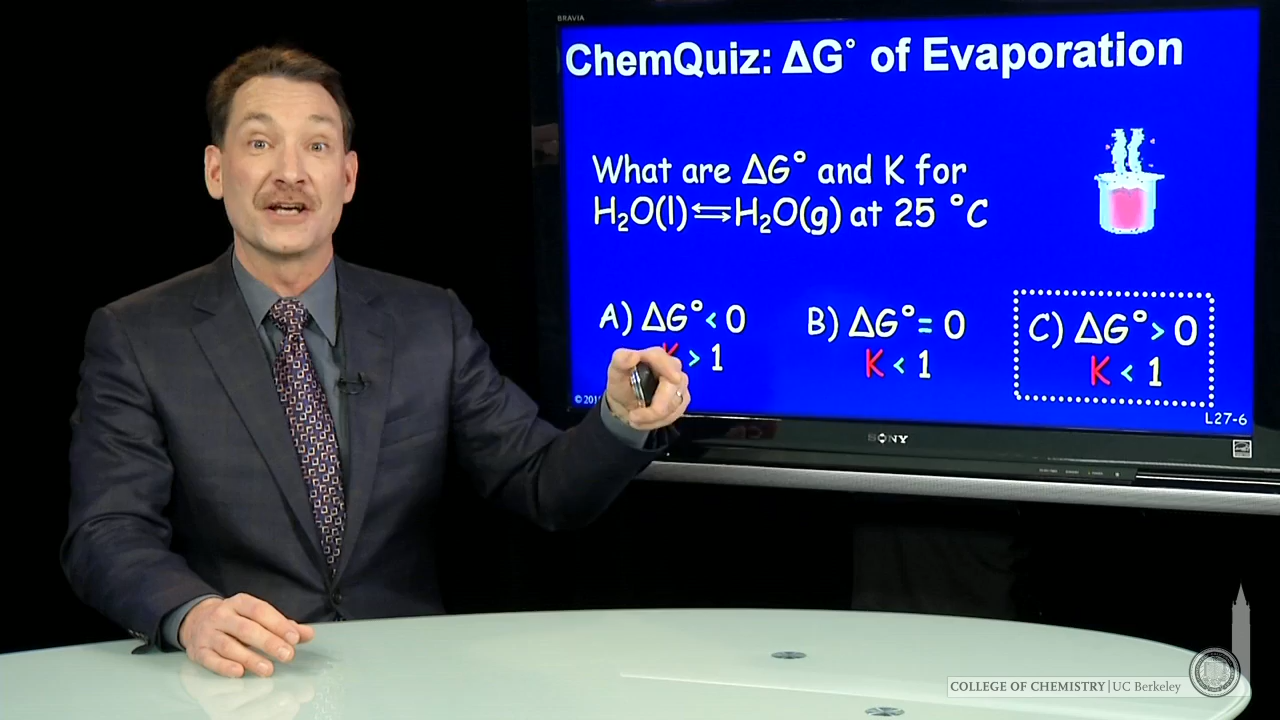 BRAVIA
ChemQuiz: ΔG° of Evaporation
What are ΔG° and K for
H₂O(l)⇆H₂O(g) at 25 °C
A) ΔG° < 0
K > 1
B) ΔG° = 0
K < 1
C) ΔG° > 0
K < 1
L27-6
SONY
COLLEGE OF CHEMISTRY | UC Berkeley